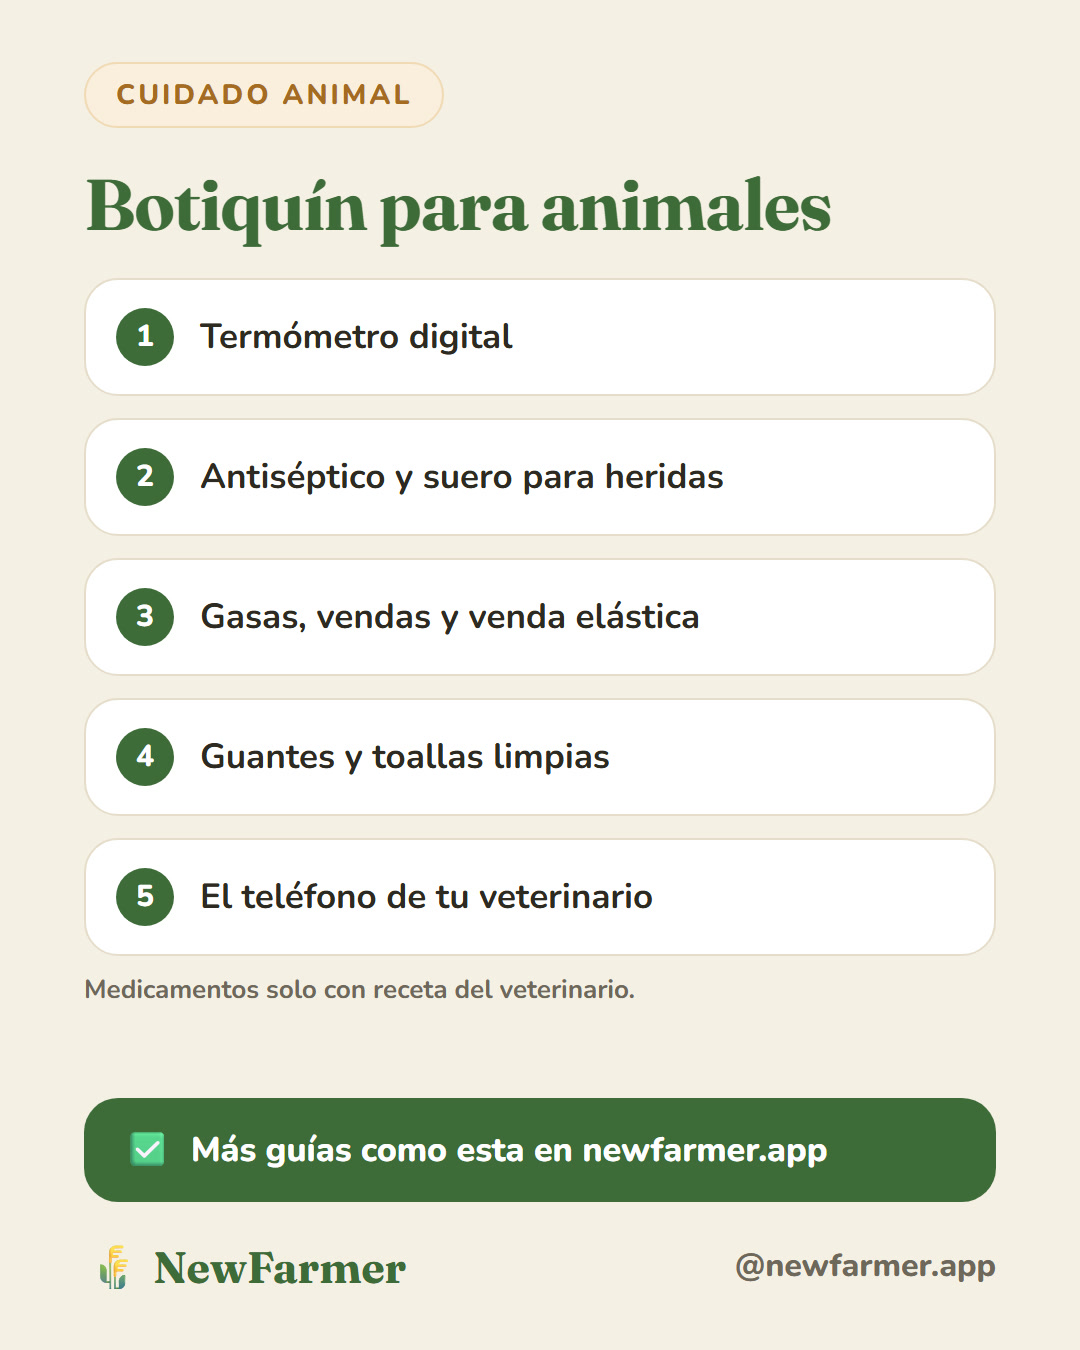 CUIDADO ANIMAL
Botiquín para animales
1 Termómetro digital
2 Antiséptico y suero para heridas
3 Gasas, vendas y venda elástica
4 Guantes y toallas limpias
5 El teléfono de tu veterinario
Medicamentos solo con receta del veterinario.
✅ Más guías como esta en newfarmer.app
NewFarmer
@newfarmer.app